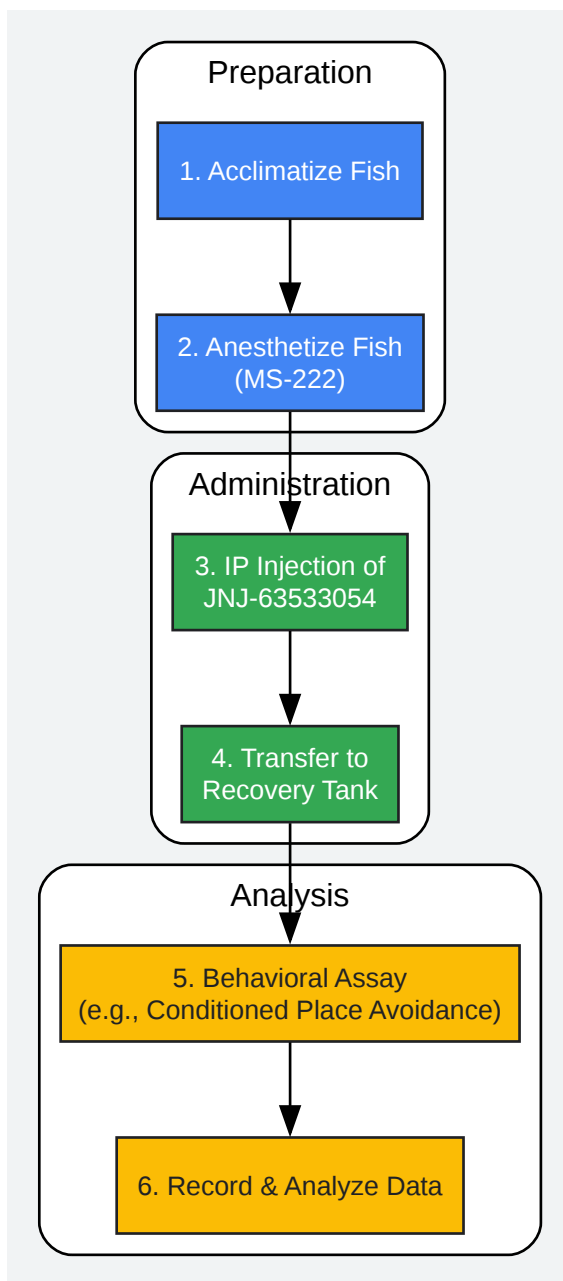 Preparation
1. Acclimatize Fish
2. Anesthetize Fish
(MS-222)
Administration
3. IP Injection of
JNJ-63533054
4. Transfer to
Recovery Tank
Analysis
5. Behavioral Assay
(e.g., Conditioned Place Avoidance)
6. Record & Analyze Data